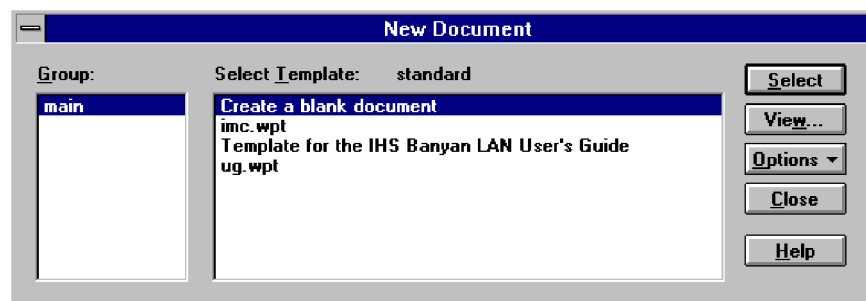 New Document
Group:
Select Template: standard
main
Create a blank document
imc.wpt
Template for the IHS Banyan LAN User's Guide
ug.wpt
Select
View...
Options
Close
Help